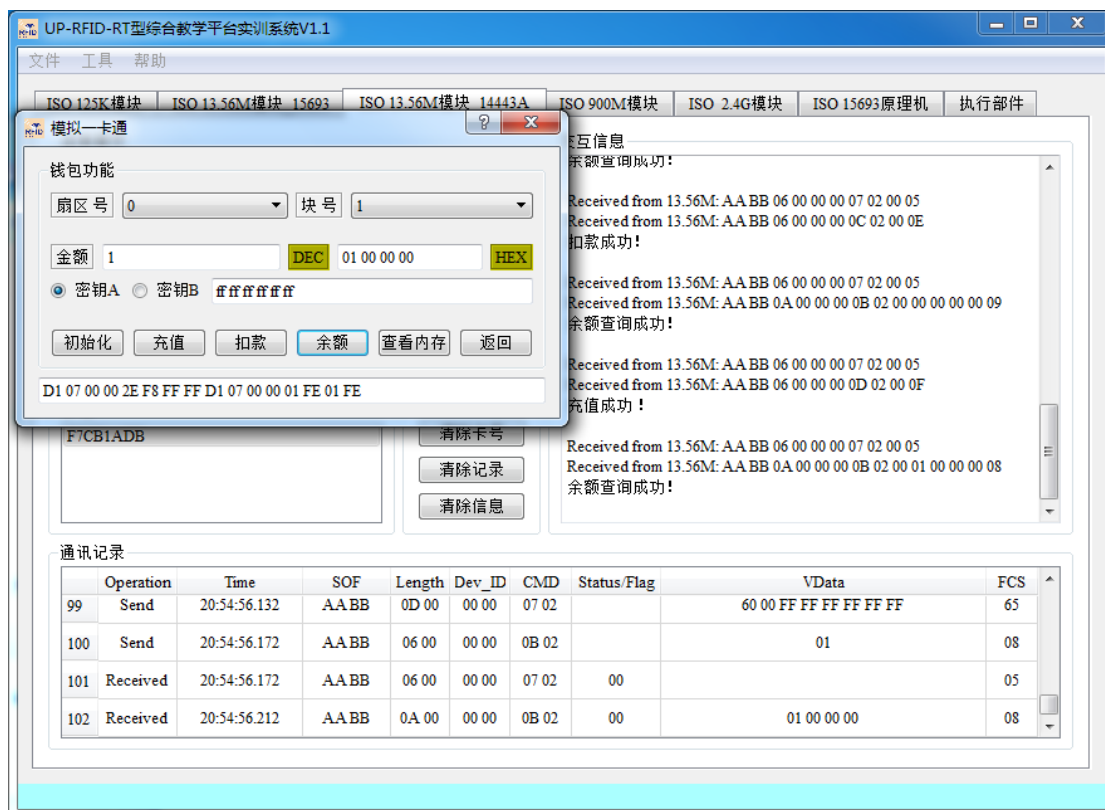 UP-RFID-RT型综合教学平台实训系统V1.1
文件 工具 帮助
ISO 125K模块 ISO 13.56M模块_15693 ISO 13.56M模块_14443A ISO 900M模块 ISO 2.4G模块 ISO 15693原理机 执行部件
模拟一卡通
钱包功能
扇区号 0 块号 1
金额 1 DEC 01 00 00 00 HEX
密钥A 密钥B ffffffffffff
初始化 充值 扣款 余额 查看内存 返回
D1 07 00 00 2E F8 FF FF D1 07 00 00 01 FE 01 FE
F7CB1ADB
清除卡号
清除记录
清除信息
交互信息
余额查询成功!
Received from 13.56M: AA BB 06 00 00 00 07 02 00 05
Received from 13.56M: AA BB 06 00 00 00 0C 02 00 0E
扣款成功!
Received from 13.56M: AA BB 06 00 00 00 07 02 00 05
Received from 13.56M: AA BB 0A 00 00 00 0B 02 00 00 00 00 00 09
余额查询成功!
Received from 13.56M: AA BB 06 00 00 00 07 02 00 05
Received from 13.56M: AA BB 06 00 00 00 0D 02 00 0F
充值成功!
Received from 13.56M: AA BB 06 00 00 00 07 02 00 05
Received from 13.56M: AA BB 0A 00 00 00 0B 02 00 01 00 00 00 08
余额查询成功!
通讯记录
Operation Time SOF Length Dev_ID CMD Status/Flag VData FCS
99 Send 20:54:56.132 AA BB 0D 00 00 00 07 02 60 00 FF FF FF FF FF FF 65
100 Send 20:54:56.172 AA BB 06 00 00 00 0B 02 01 08
101 Received 20:54:56.172 AA BB 06 00 00 00 07 02 00 05
102 Received 20:54:56.212 AA BB 0A 00 00 00 0B 02 00 01 00 00 00 08